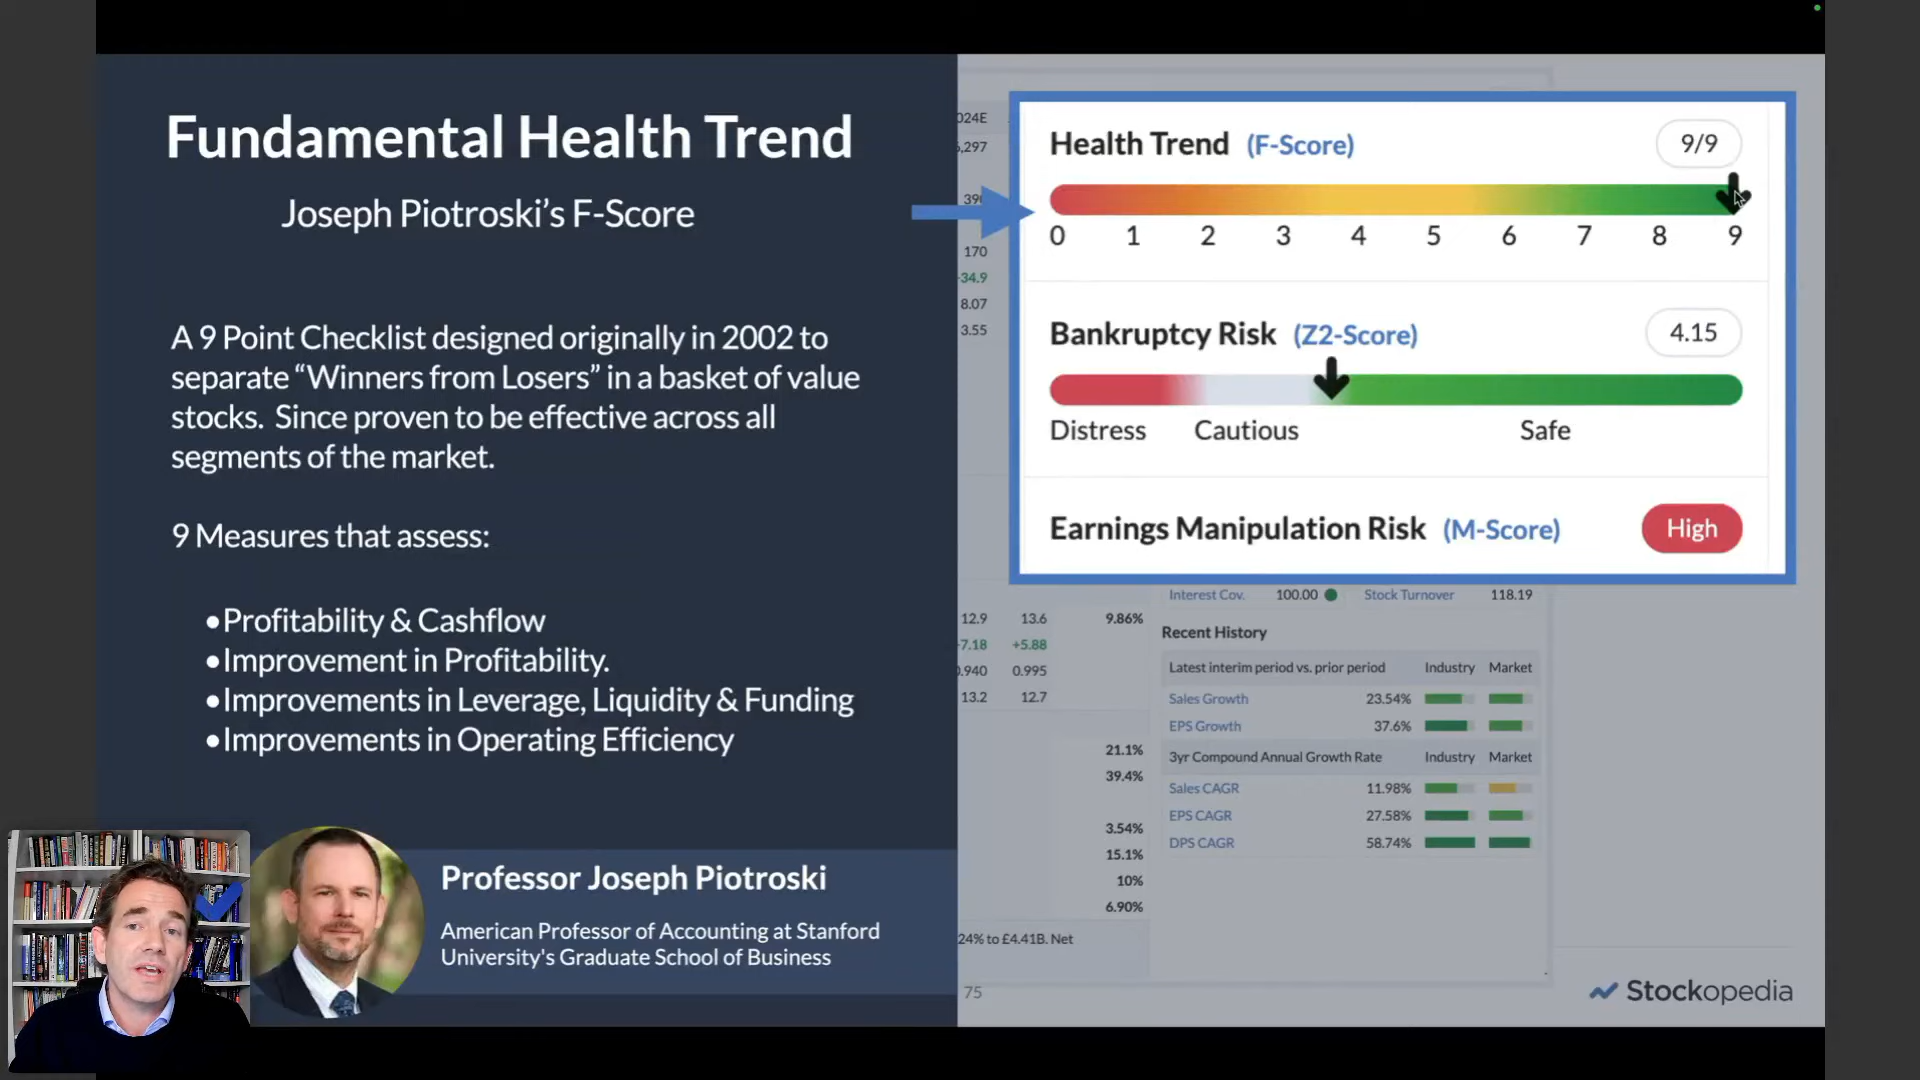 Fundamental Health Trend
Joseph Piotroski’s F-Score
A 9 Point Checklist designed originally in 2002 to
separate “Winners from Losers” in a basket of value
stocks. Since proven to be effective across all
segments of the market.
9 Measures that assess:
•Profitability & Cashflow
•Improvement in Profitability.
•Improvements in Leverage, Liquidity & Funding
•Improvements in Operating Efficiency
Professor Joseph Piotroski
American Professor of Accounting at Stanford
University's Graduate School of Business
Health Trend (F-Score) 9/9
0 1 2 3 4 5 6 7 8 9
Bankruptcy Risk (Z2-Score) 4.15
Distress Cautious Safe
Earnings Manipulation Risk (M-Score) High
024E
,297
170
-34.9
8.07
3.55
Interest Cov. 100.00 Stock Turnover 118.19
12.9 13.6 9.86%
-7.18 +5.88
.940 0.995
13.2 12.7
21.1%
39.4%
3.54%
15.1%
10%
6.90%
24% to £4.41B. Net
75
Recent History
Latest interim period vs. prior period Industry Market
Sales Growth 23.54%
EPS Growth 37.6%
3yr Compound Annual Growth Rate Industry Market
Sales CAGR 11.98%
EPS CAGR 27.58%
DPS CAGR 58.74%
Stockopedia